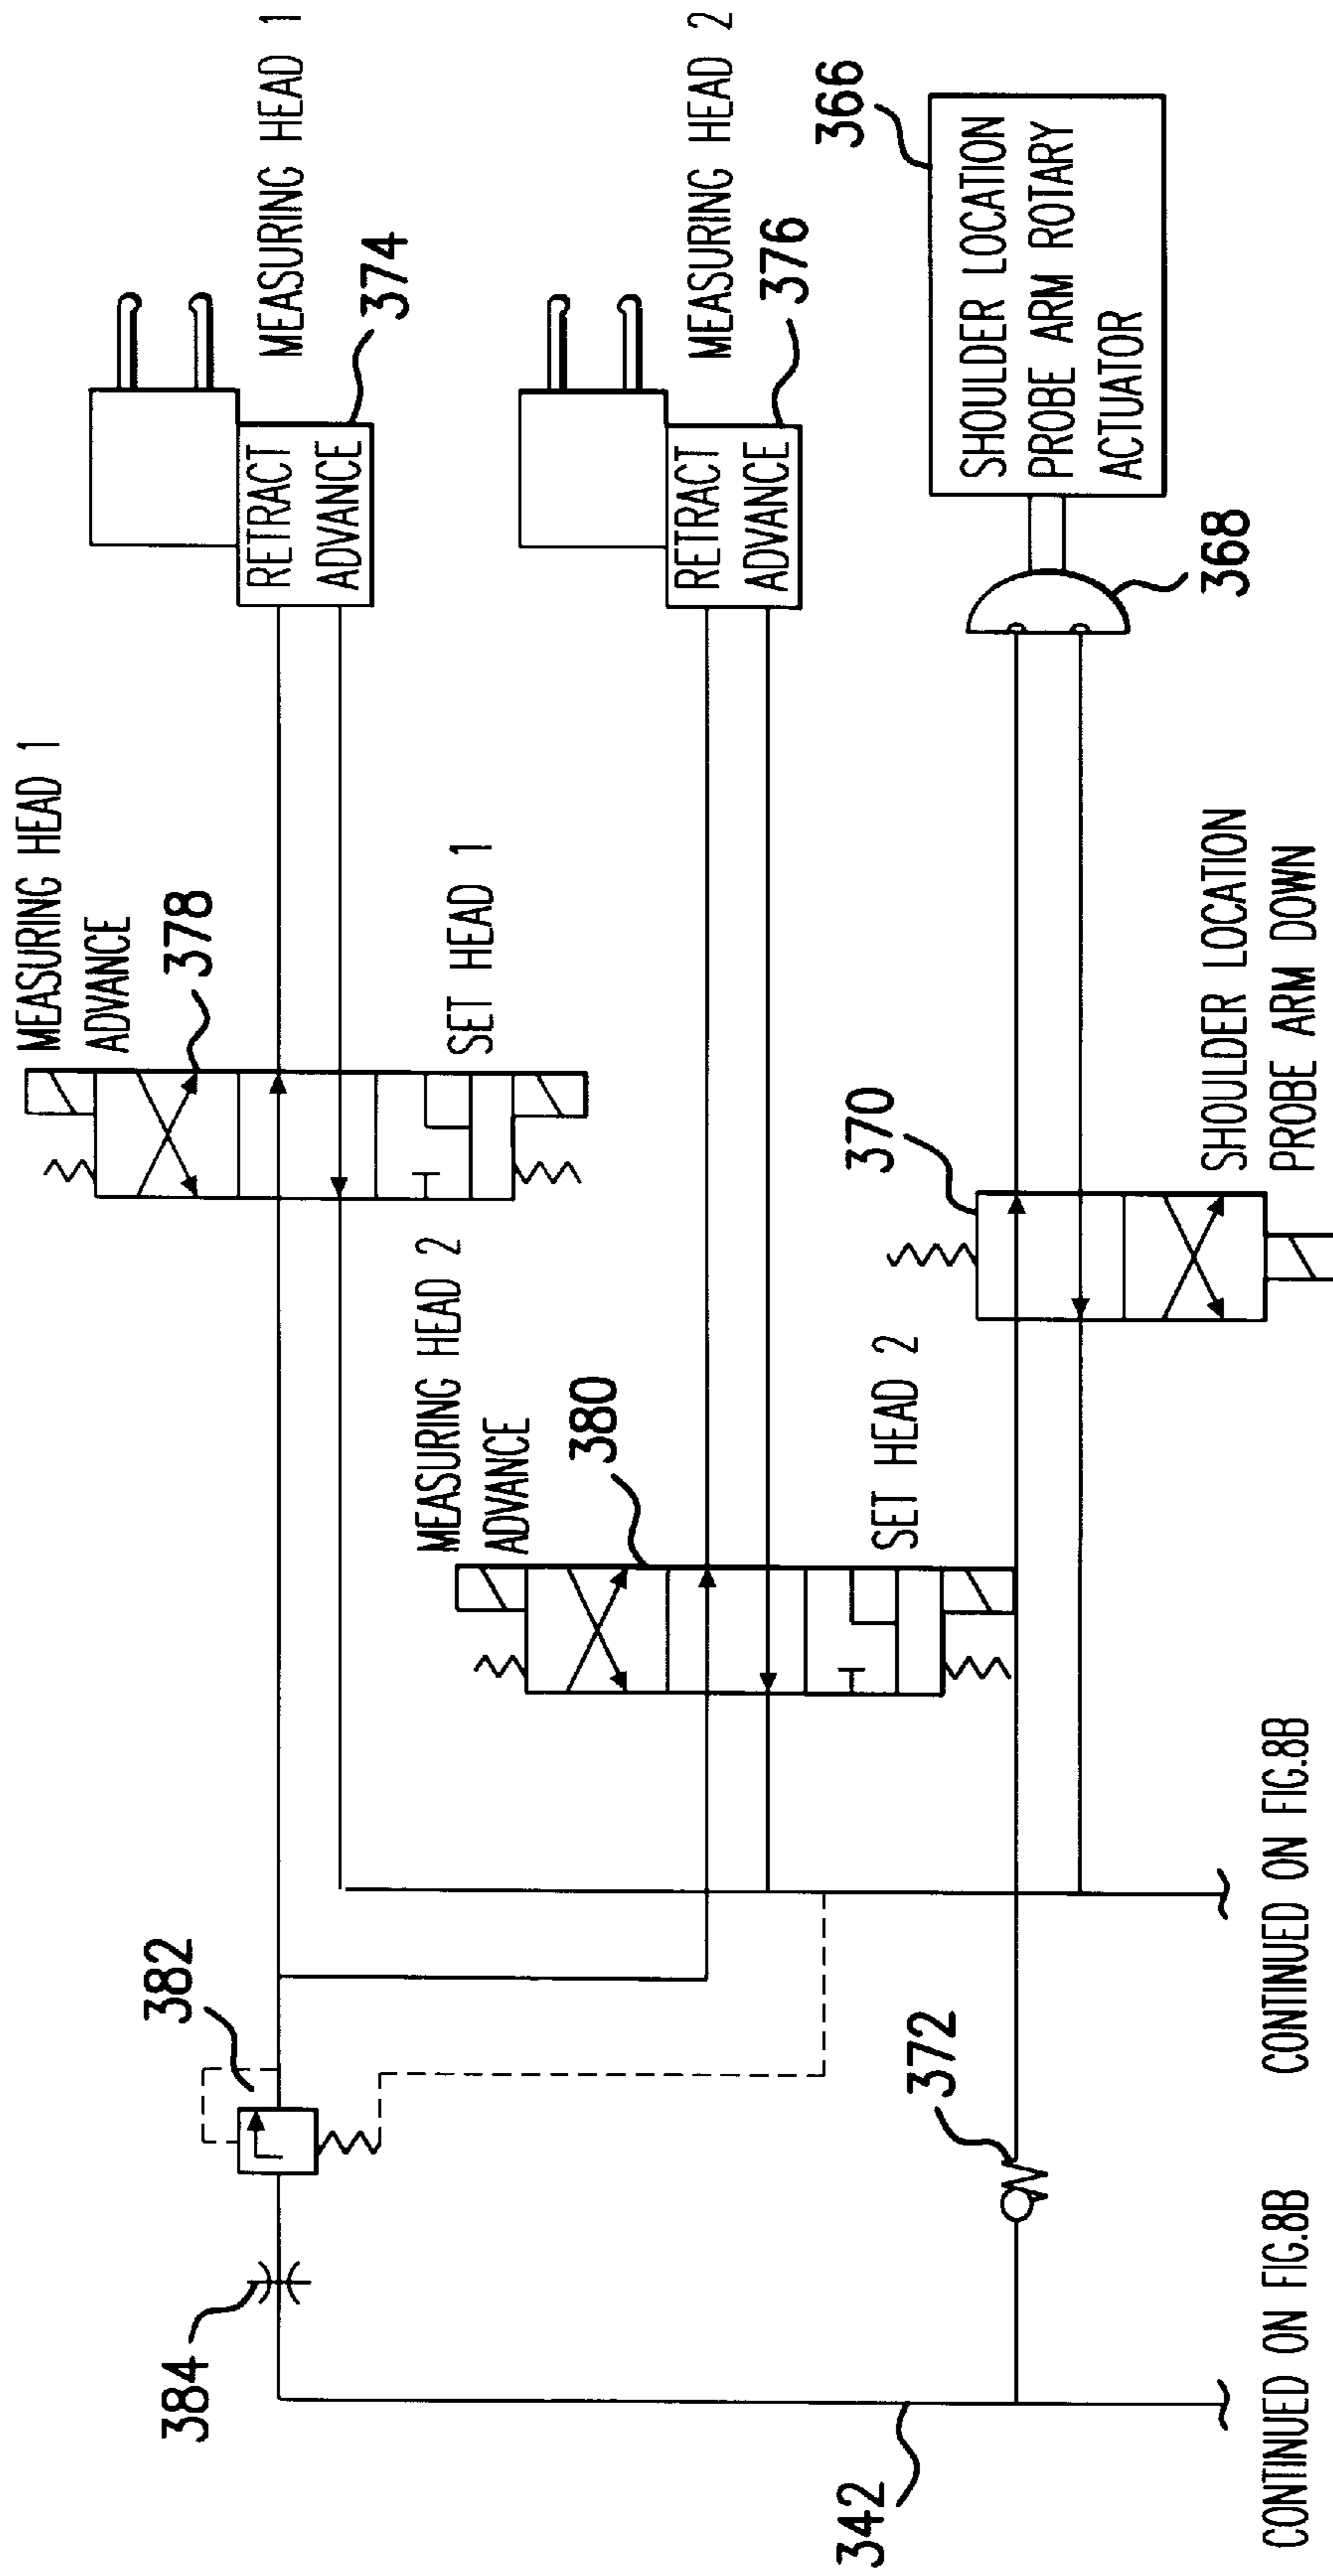 MEASURING HEAD 1
ADVANCE
378
SET HEAD 1
MEASURING HEAD 1
374
RETRACT
ADVANCE
MEASURING HEAD 2
ADVANCE
380
SET HEAD 2
MEASURING HEAD 2
376
RETRACT
ADVANCE
382
384
366
SHOULDER LOCATION
PROBE ARM ROTARY
ACTUATOR
368
370
SHOULDER LOCATION
PROBE ARM DOWN
372
342
CONTINUED ON FIG.8B
CONTINUED ON FIG.8B